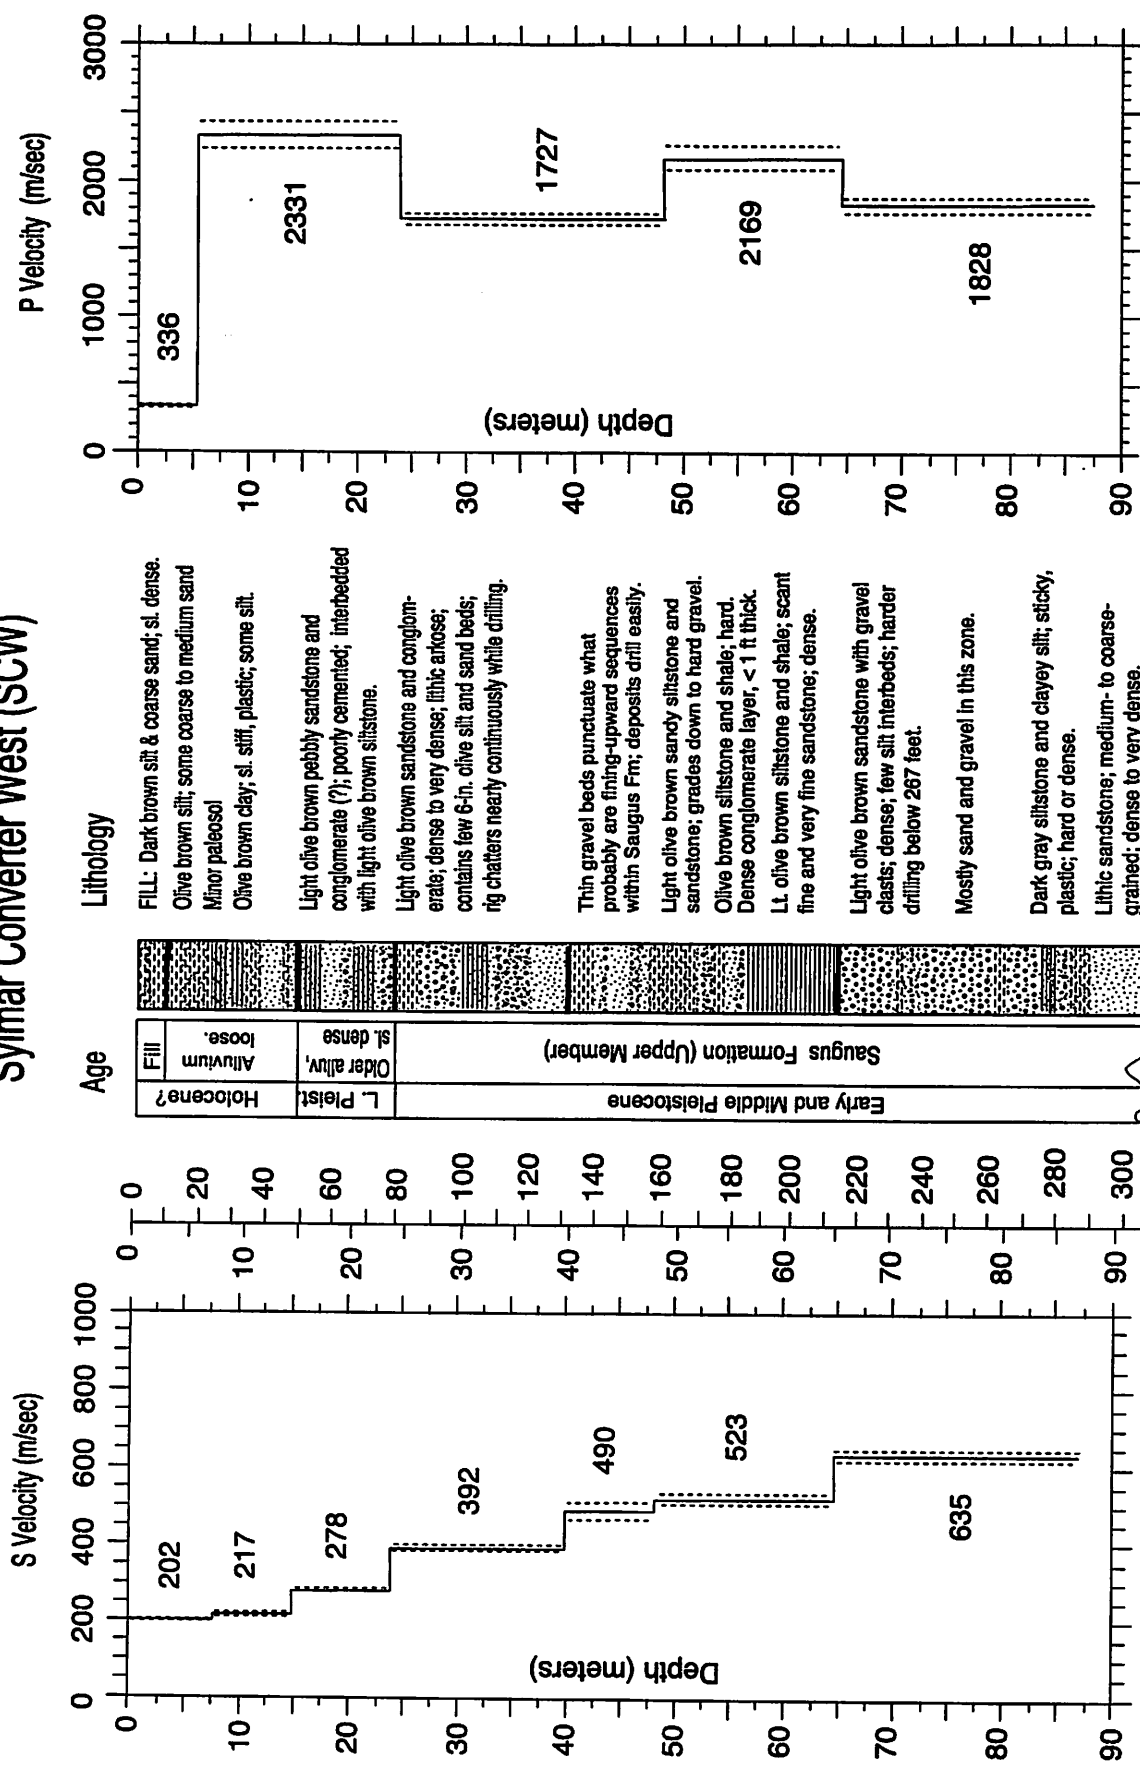 Sylmar Converter West (SCW)
S Velocity (m/sec)
0
200
400
600
800
1000
202
217
278
392
490
523
635
Depth (meters)
0
10
20
30
40
50
60
70
80
90
0
10
20
30
40
50
60
70
80
90
0
20
40
60
80
100
120
140
160
180
200
220
240
260
280
300
Age
Holocene?
L. Pleist.
Early and Middle Pleistocene
Fill
Alluvium
loose.
Older alluv,
sl. dense
Saugus Formation (Upper Member)
Lithology
FILL: Dark brown silt & coarse sand; sl. dense.
Olive brown silt; some coarse to medium sand
Minor paleosol
Olive brown clay; sl. stiff, plastic; some silt.
Light olive brown pebbly sandstone and
conglomerate (?); poorly cemented; interbedded
with light olive brown siltstone.
Light olive brown sandstone and conglom-
erate; dense to very dense; lithic arkose;
contains few 6-in. olive silt and sand beds;
rig chatters nearly continuously while drilling.
Thin gravel beds punctuate what
probably are fining-upward sequences
within Saugus Fm; deposits drill easily.
Light olive brown sandy siltstone and
sandstone; grades down to hard gravel.
Olive brown siltstone and shale; hard.
Dense conglomerate layer, < 1 ft thick.
Lt. olive brown siltstone and shale; scant
fine and very fine sandstone; dense.
Light olive brown sandstone with gravel
clasts; dense; few silt interbeds; harder
drilling below 267 feet.
Mostly sand and gravel in this zone.
Dark gray siltstone and clayey silt; sticky,
plastic; hard or dense.
Lithic sandstone; medium- to coarse-
grained; dense to very dense.
P Velocity (m/sec)
0
1000
2000
3000
336
2331
1727
2169
1828
Depth (meters)
0
10
20
30
40
50
60
70
80
90